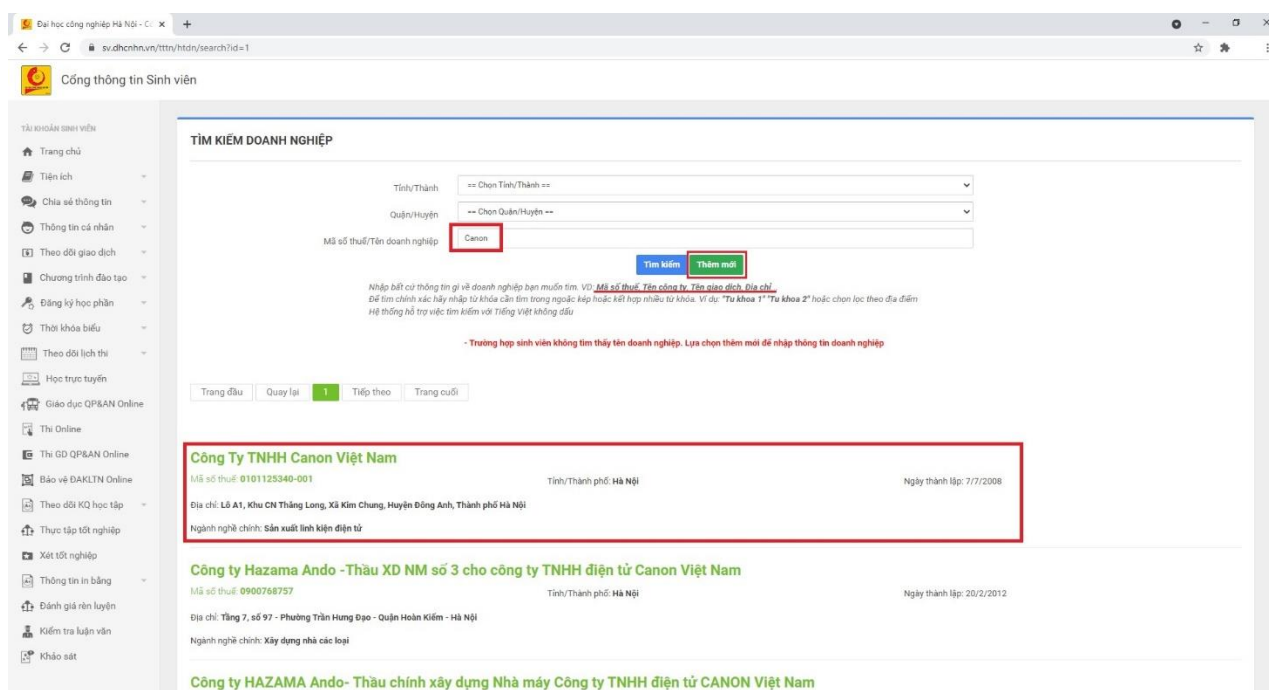 Đại học công nghiệp Hà Nội - Cổ
sv.dhcnhn.vn/tttn/htdn/search?id=1
Cổng thông tin Sinh viên
TÀI KHOẢN SINH VIÊN
Trang chủ
Tiện ích
Chia sẻ thông tin
Thông tin cá nhân
Theo dõi giao dịch
Chương trình đào tạo
Đăng ký học phần
Thời khóa biểu
Theo dõi lịch thi
Học trực tuyến
Giáo dục QP&AN Online
Thi Online
Thi GD QP&AN Online
Bảo vệ ĐAKLTN Online
Theo dõi KQ học tập
Thực tập tốt nghiệp
Xét tốt nghiệp
Thông tin in bằng
Đánh giá rèn luyện
Kiểm tra luận văn
Khảo sát
TÌM KIẾM DOANH NGHIỆP
Tỉnh/Thành == Chọn Tỉnh/Thành ==
Quận/Huyện -- Chọn Quận/Huyện --
Mã số thuế/Tên doanh nghiệp Canon
Tìm kiếm Thêm mới
Nhập bất cứ thông tin gì về doanh nghiệp bạn muốn tìm. VD: Mã số thuế, Tên công ty, Tên giao dịch, Địa chỉ...
Để tìm chính xác hãy nhập từ khóa cần tìm trong ngoặc kép hoặc kết hợp nhiều từ khóa. Ví dụ: "Tu khoa 1" "Tu khoa 2" hoặc chọn lọc theo địa điểm
Hệ thống hỗ trợ việc tìm kiếm với Tiếng Việt không dấu
- Trường hợp sinh viên không tìm thấy tên doanh nghiệp. Lựa chọn thêm mới để nhập thông tin doanh nghiệp
Trang đầu Quay lại 1 Tiếp theo Trang cuối
Công Ty TNHH Canon Việt Nam
Mã số thuế: 0101125340-001 Tỉnh/Thành phố: Hà Nội Ngày thành lập: 7/7/2008
Địa chỉ: Lô A1, Khu CN Thăng Long, Xã Kim Chung, Huyện Đông Anh, Thành phố Hà Nội
Ngành nghề chính: Sản xuất linh kiện điện tử
Công ty Hazama Ando -Thầu XD NM số 3 cho công ty TNHH điện tử Canon Việt Nam
Mã số thuế: 0900768757 Tỉnh/Thành phố: Hà Nội Ngày thành lập: 20/2/2012
Địa chỉ: Tầng 7, số 97 - Phường Trần Hưng Đạo - Quận Hoàn Kiếm - Hà Nội
Ngành nghề chính: Xây dựng nhà các loại
Công ty HAZAMA Ando- Thầu chính xây dựng Nhà máy Công ty TNHH điện tử CANON Việt Nam